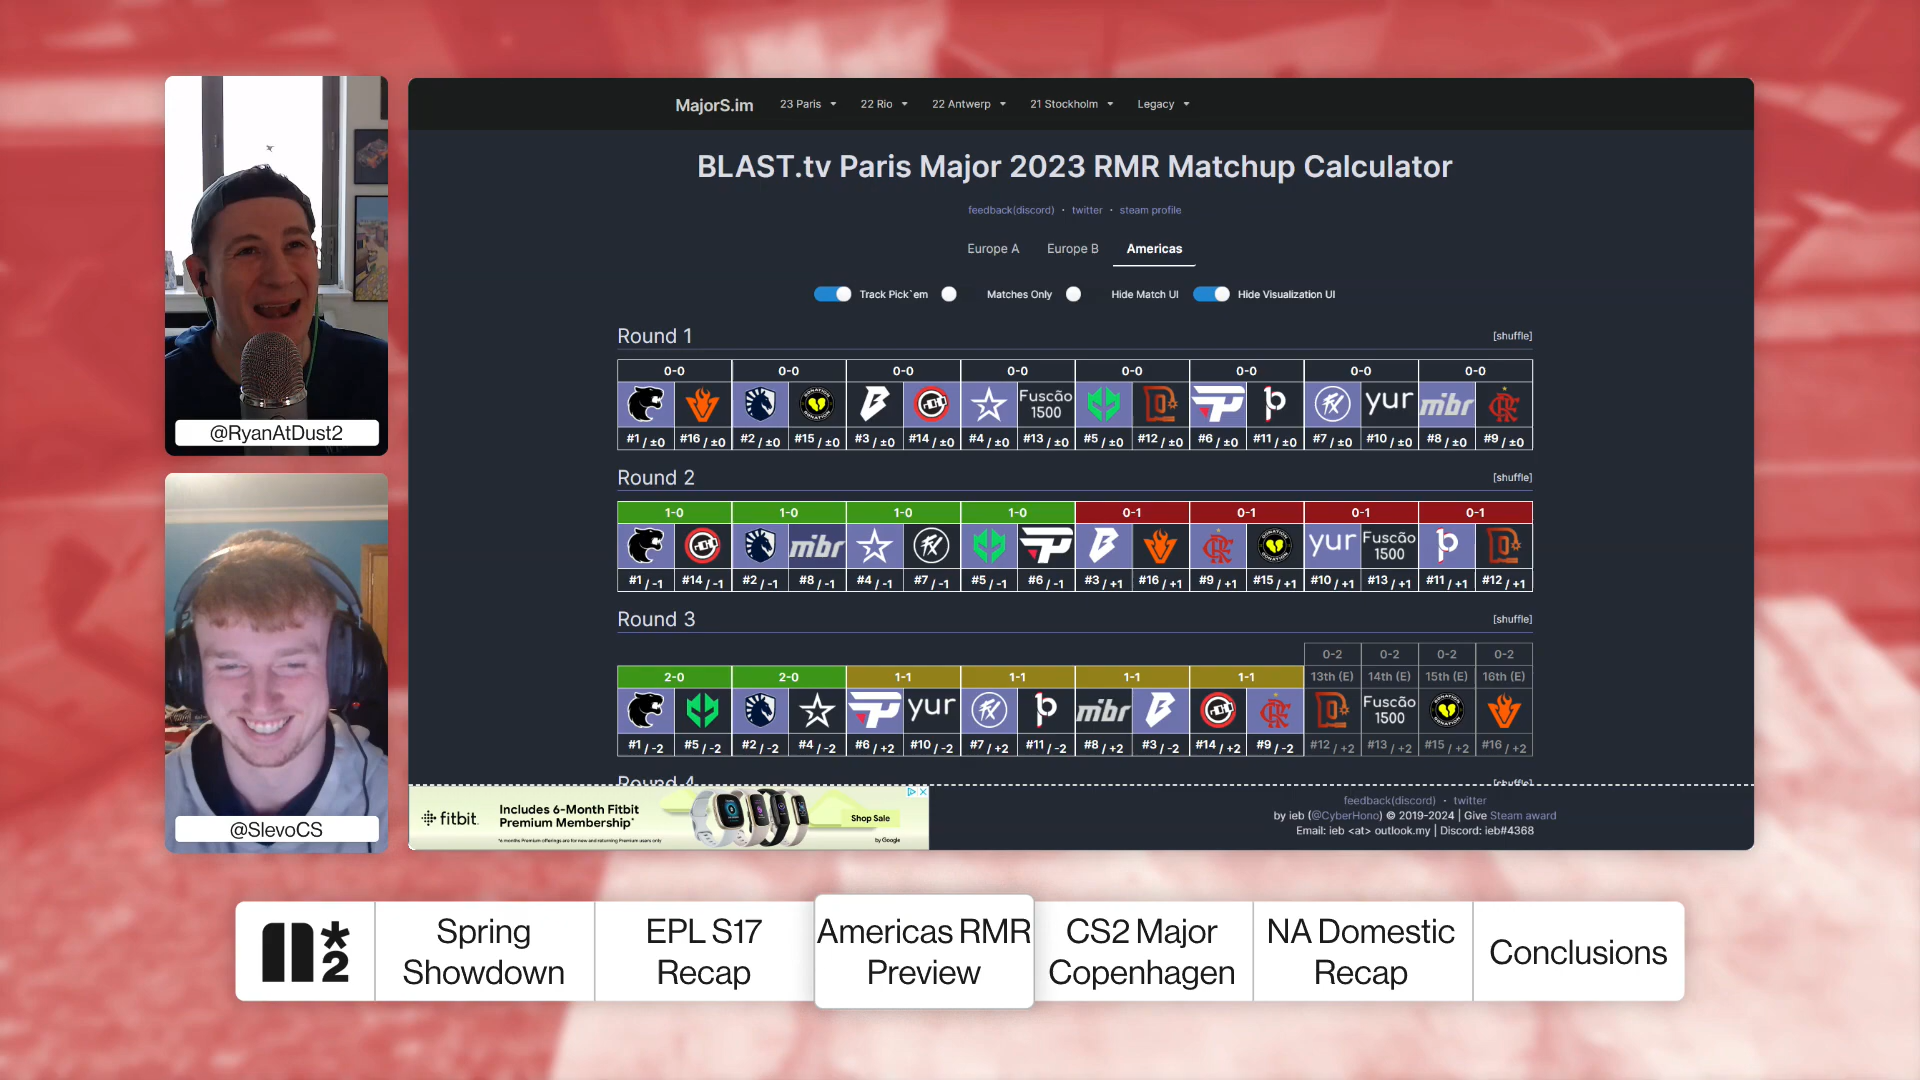 MajorS.im 23 Paris 22 Rio 22 Antwerp 21 Stockholm Legacy
BLAST.tv Paris Major 2023 RMR Matchup Calculator
feedback(discord) · twitter · steam profile
Europe A Europe B Americas
Track Pick`em Matches Only Hide Match UI Hide Visualization UI
Round 1 [shuffle]
0-0 0-0 0-0 0-0 0-0 0-0 0-0 0-0
Fuscão 1500 yur mibr
#1 / ±0 #16 / ±0 #2 / ±0 #15 / ±0 #3 / ±0 #14 / ±0 #4 / ±0 #13 / ±0 #5 / ±0 #12 / ±0 #6 / ±0 #11 / ±0 #7 / ±0 #10 / ±0 #8 / ±0 #9 / ±0
Round 2 [shuffle]
1-0 1-0 1-0 1-0 0-1 0-1 0-1 0-1
mibr yur Fuscão 1500
#1 / -1 #14 / -1 #2 / -1 #8 / -1 #4 / -1 #7 / -1 #5 / -1 #6 / -1 #3 / +1 #16 / +1 #9 / +1 #15 / +1 #10 / +1 #13 / +1 #11 / +1 #12 / +1
Round 3 [shuffle]
0-2 0-2 0-2 0-2
2-0 2-0 1-1 1-1 1-1 1-1 13th (E) 14th (E) 15th (E) 16th (E)
yur mibr Fuscão 1500
#1 / -2 #5 / -2 #2 / -2 #4 / -2 #6 / +2 #10 / -2 #7 / +2 #11 / -2 #8 / +2 #3 / -2 #14 / +2 #9 / -2 #12 / +2 #13 / +2 #15 / +2 #16 / +2
Round 4 [shuffle]
fitbit.
Includes 6-Month Fitbit
Premium Membership*
Shop Sale
by Google
feedback(discord) · twitter
by ieb (@CyberHono) © 2019-2024 | Give Steam award
Email: ieb <at> outlook.my | Discord: ieb#4368
@RyanAtDust2
@SlevoCS
Spring
Showdown
EPL S17
Recap
Americas RMR
Preview
CS2 Major
Copenhagen
NA Domestic
Recap
Conclusions